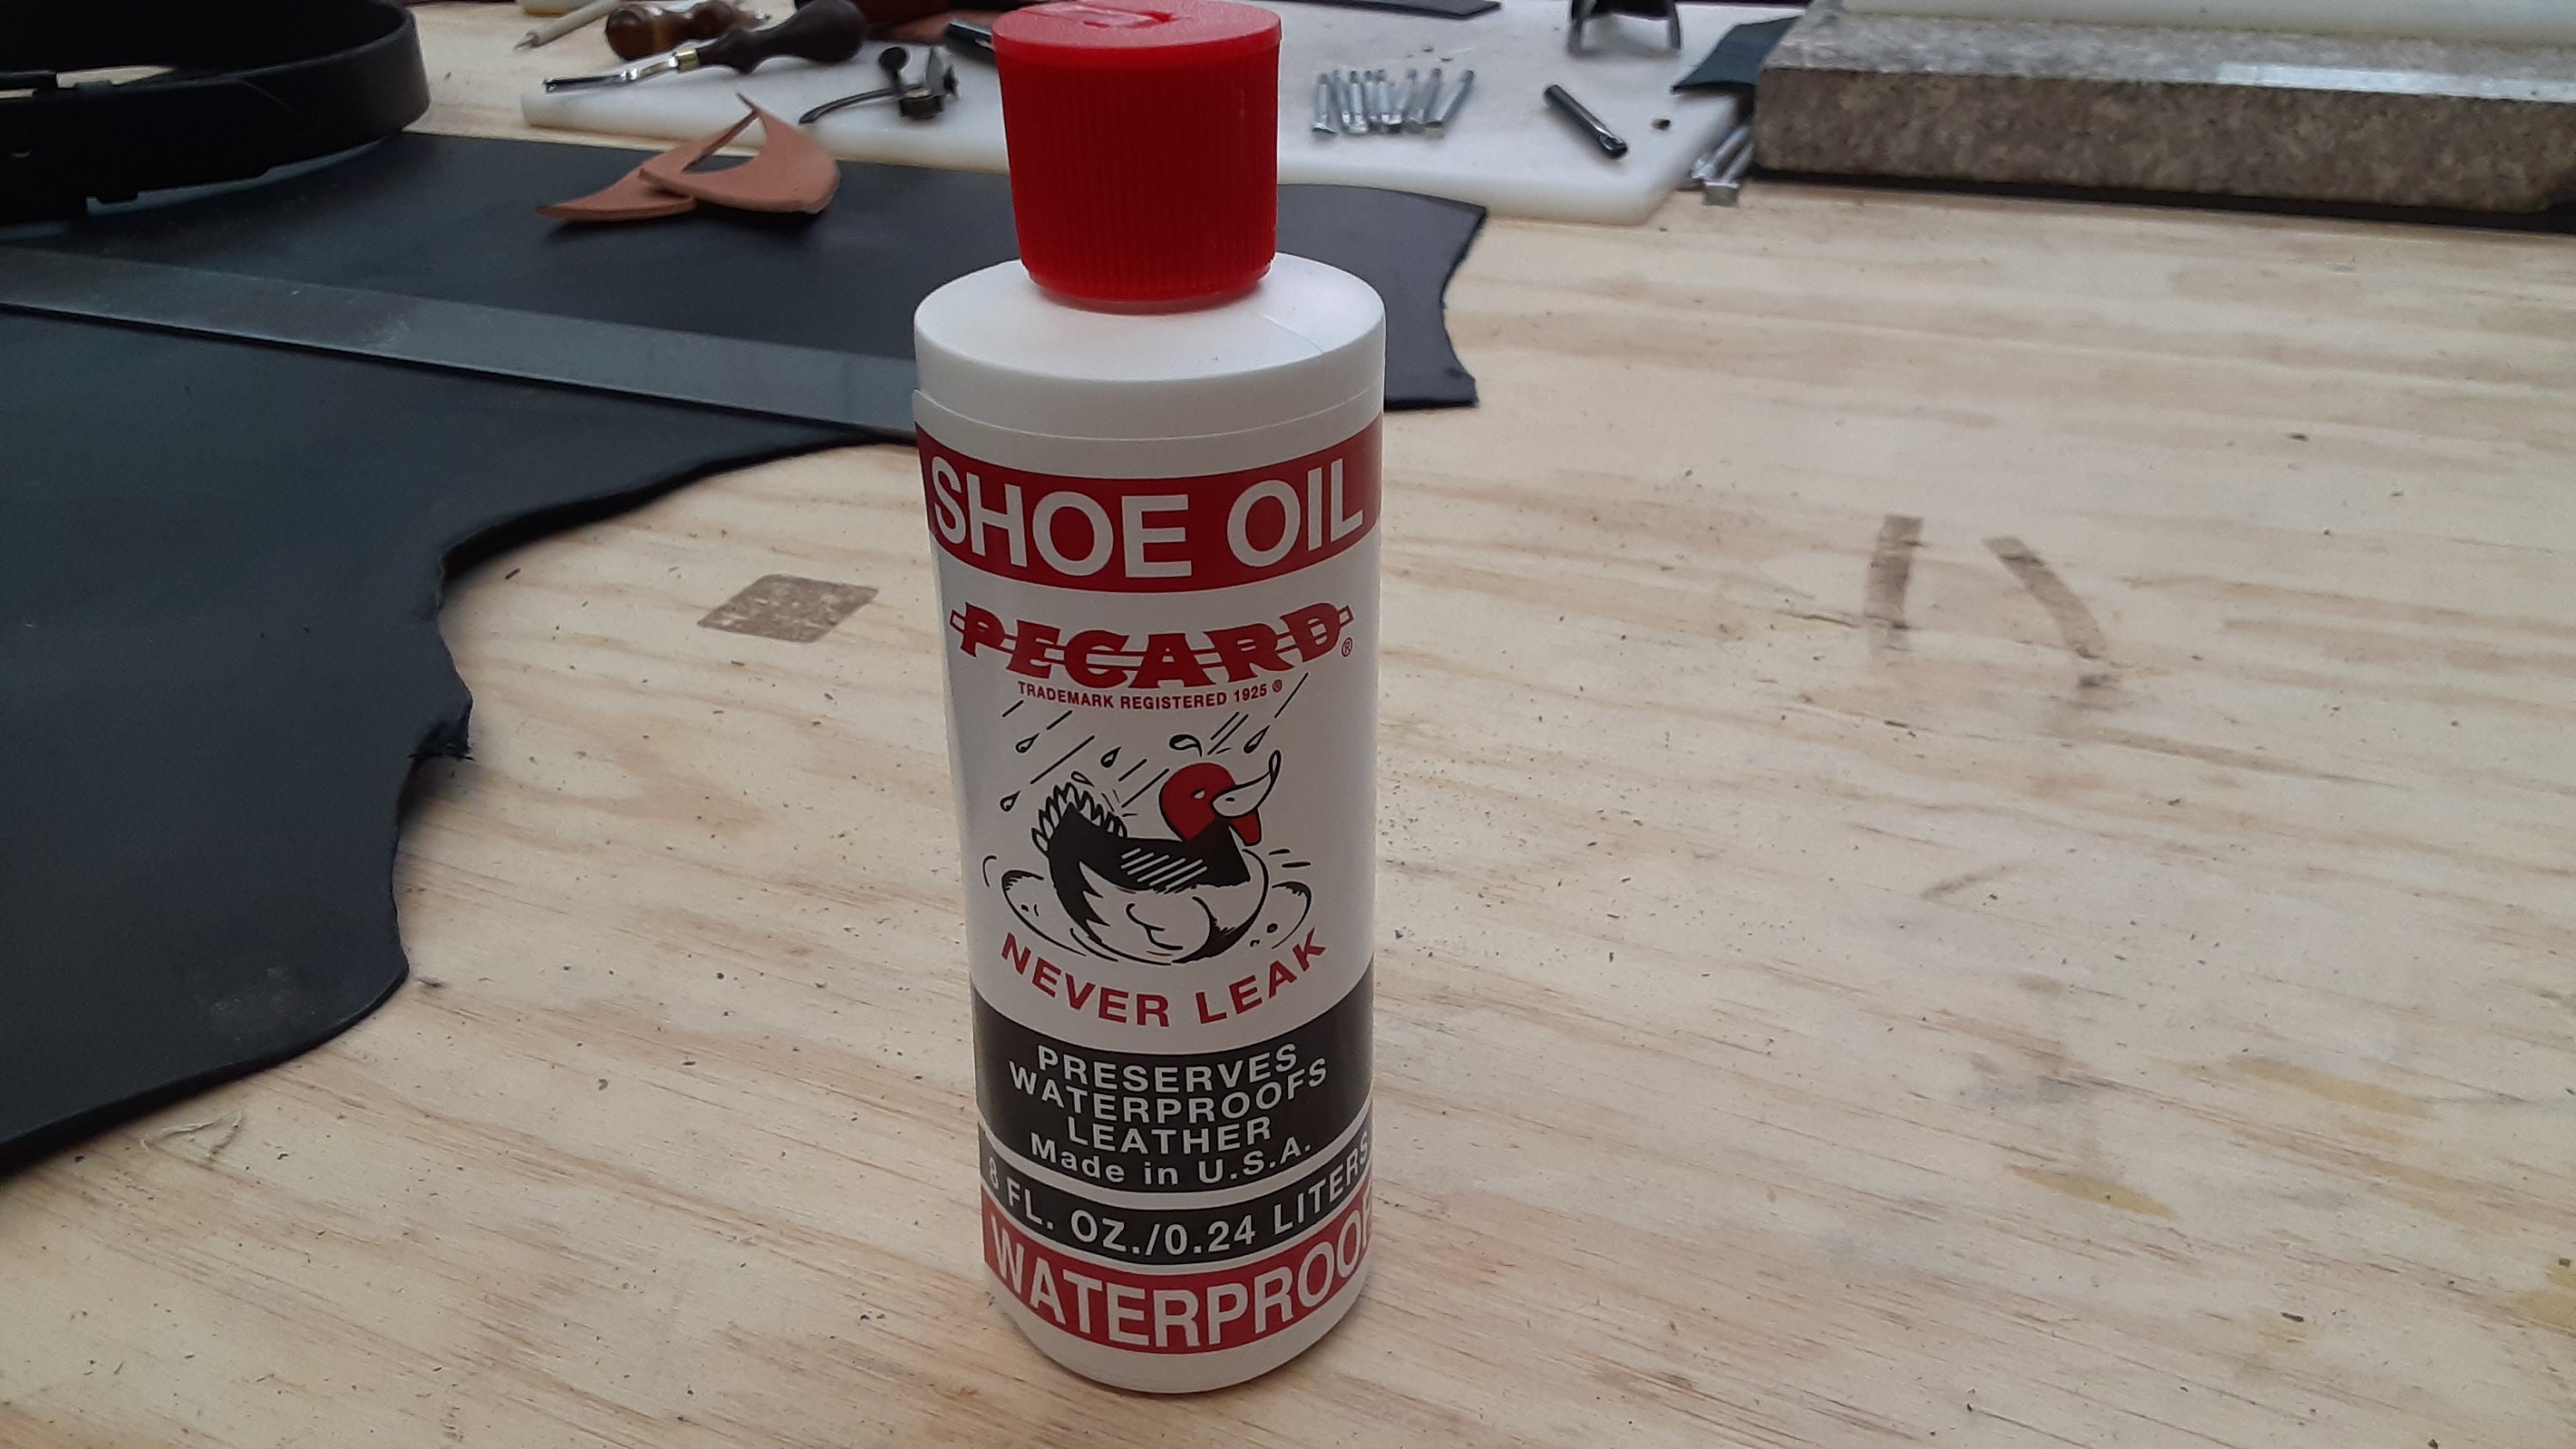 SHOE OIL
PECARD®
TRADEMARK REGISTERED 1925 ®
NEVER LEAK
PRESERVES
WATERPROOFS
LEATHER
Made in U.S.A.
8 FL. OZ./0.24 LITERS
WATERPROOF